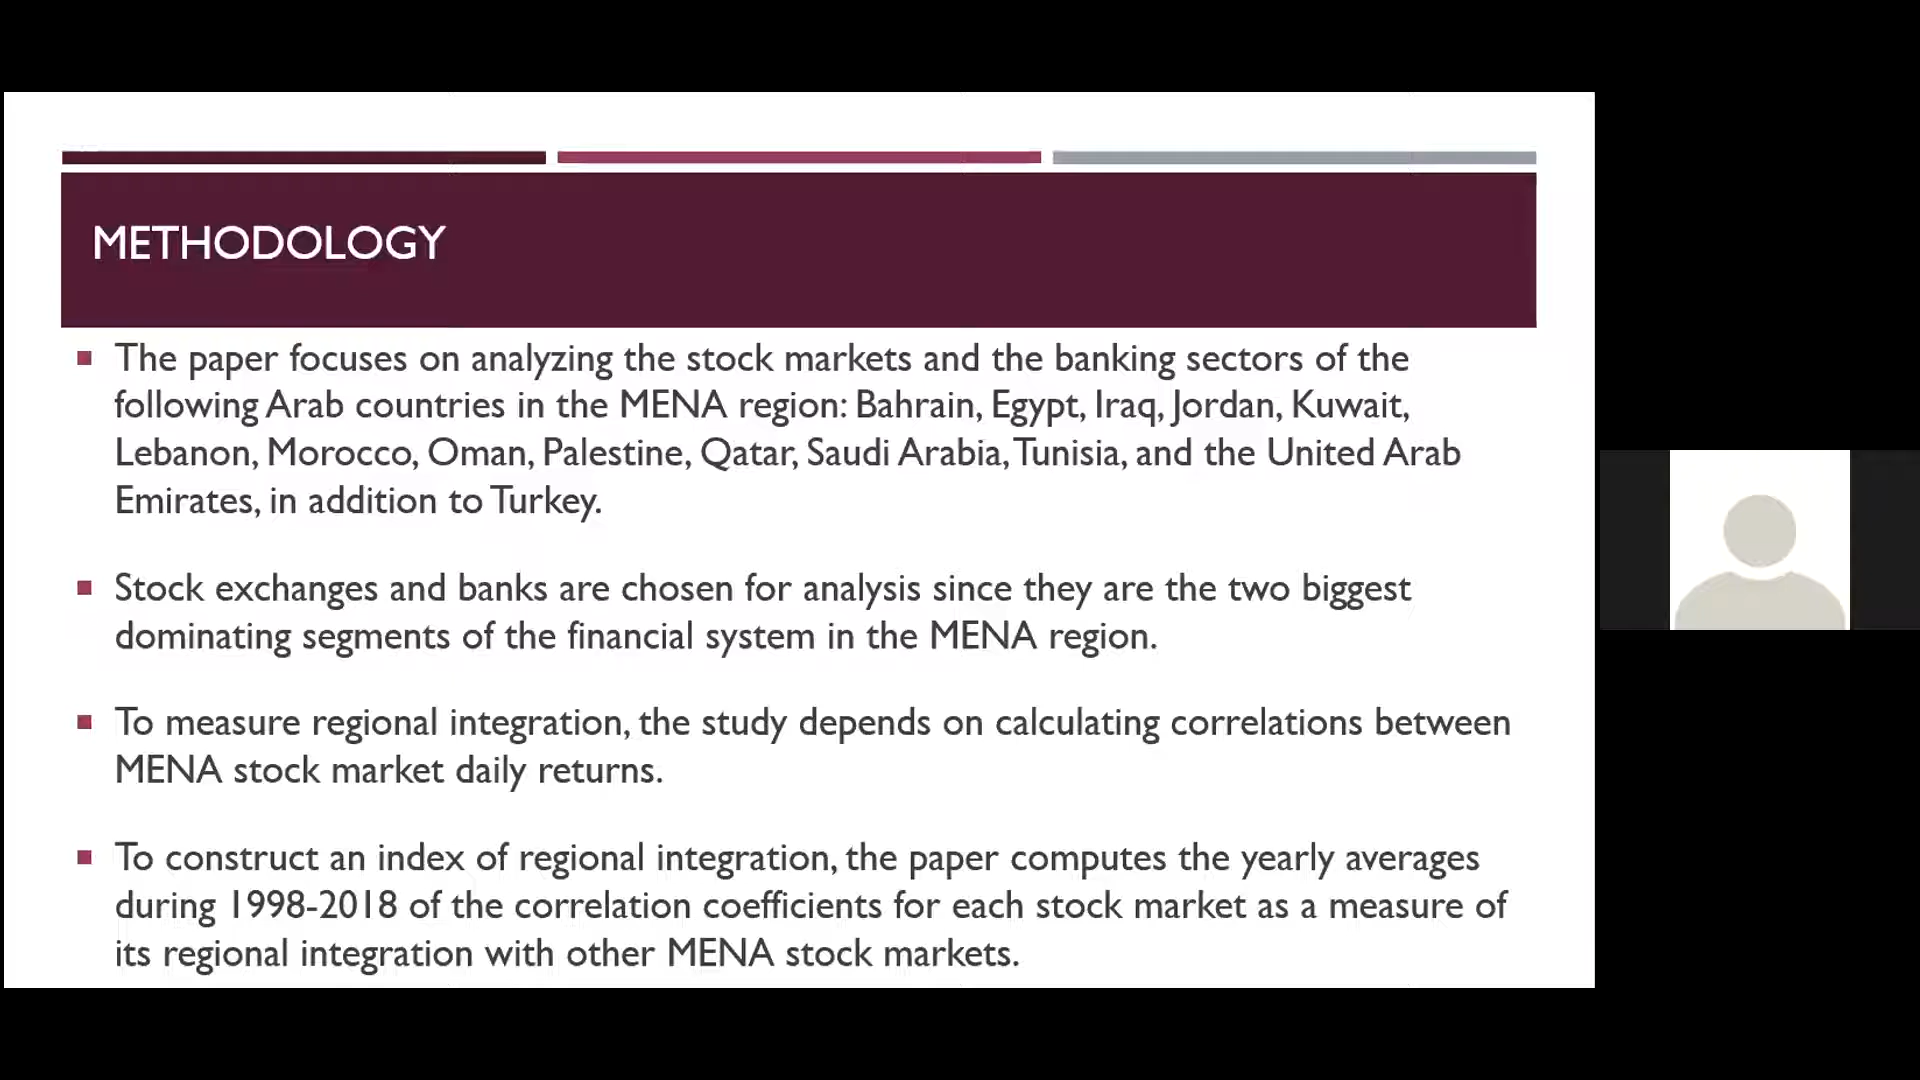 METHODOLOGY
The paper focuses on analyzing the stock markets and the banking sectors of the
following Arab countries in the MENA region: Bahrain, Egypt, Iraq, Jordan, Kuwait,
Lebanon, Morocco, Oman, Palestine, Qatar, Saudi Arabia, Tunisia, and the United Arab
Emirates, in addition to Turkey.
Stock exchanges and banks are chosen for analysis since they are the two biggest
dominating segments of the financial system in the MENA region.
To measure regional integration, the study depends on calculating correlations between
MENA stock market daily returns.
To construct an index of regional integration, the paper computes the yearly averages
during 1998-2018 of the correlation coefficients for each stock market as a measure of
its regional integration with other MENA stock markets.